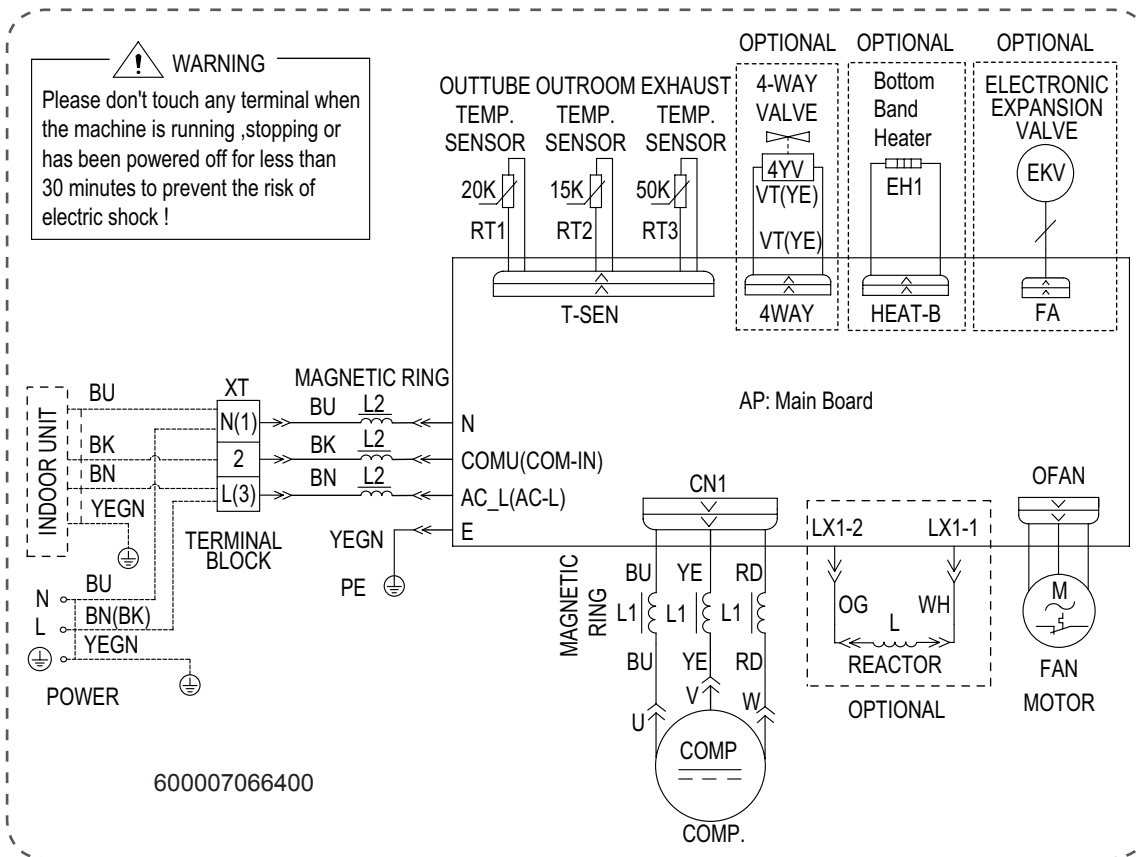 WARNING
Please don't touch any terminal when
the machine is running ,stopping or
has been powered off for less than
30 minutes to prevent the risk of
electric shock !
OUTTUBE OUTROOM EXHAUST
TEMP. TEMP. TEMP.
SENSOR SENSOR SENSOR
20K 15K 50K
RT1 RT2 RT3
T-SEN
OPTIONAL
4-WAY
VALVE
4YV
VT(YE)
VT(YE)
4WAY
OPTIONAL
Bottom
Band
Heater
EH1
HEAT-B
OPTIONAL
ELECTRONIC
EXPANSION
VALVE
EKV
FA
AP: Main Board
INDOOR UNIT
BU
BK
BN
YEGN
XT
N(1)
2
L(3)
TERMINAL
BLOCK
MAGNETIC RING
BU L2
BK L2
BN L2
N
COMU(COM-IN)
AC_L(AC-L)
E
YEGN
PE
N BU
L BN(BK)
YEGN
POWER
CN1
MAGNETIC
RING
BU YE RD
L1 L1 L1
BU YE RD
U V W
COMP
COMP.
LX1-2 LX1-1
OG WH
L
REACTOR
OPTIONAL
OFAN
M
FAN
MOTOR
600007066400